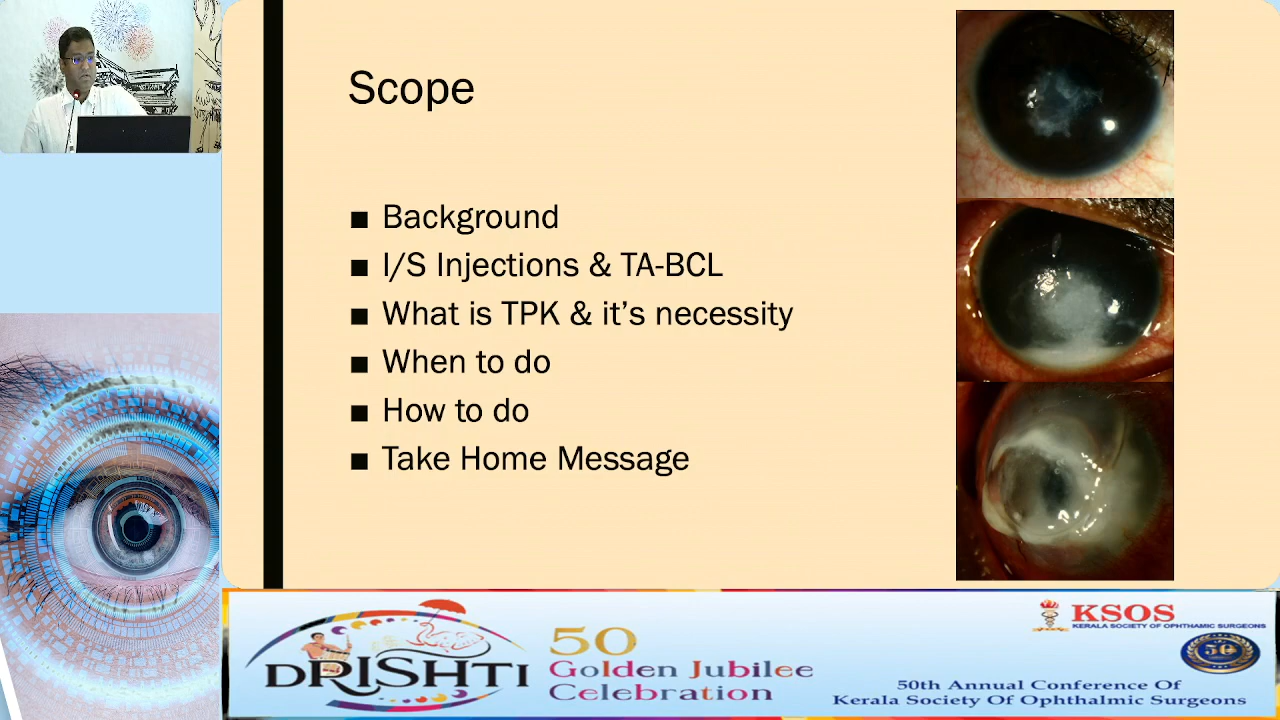 Scope
■ Background
■ I/S Injections & TA-BCL
■ What is TPK & it's necessity
■ When to do
■ How to do
■ Take Home Message
DRISHTI
50
Golden Jubilee
Celebration
KSOS
KERALA SOCIETY OF OPHTHAMIC SURGEONS
50
50th Annual Conference Of
Kerala Society Of Ophthalmic Surgeons